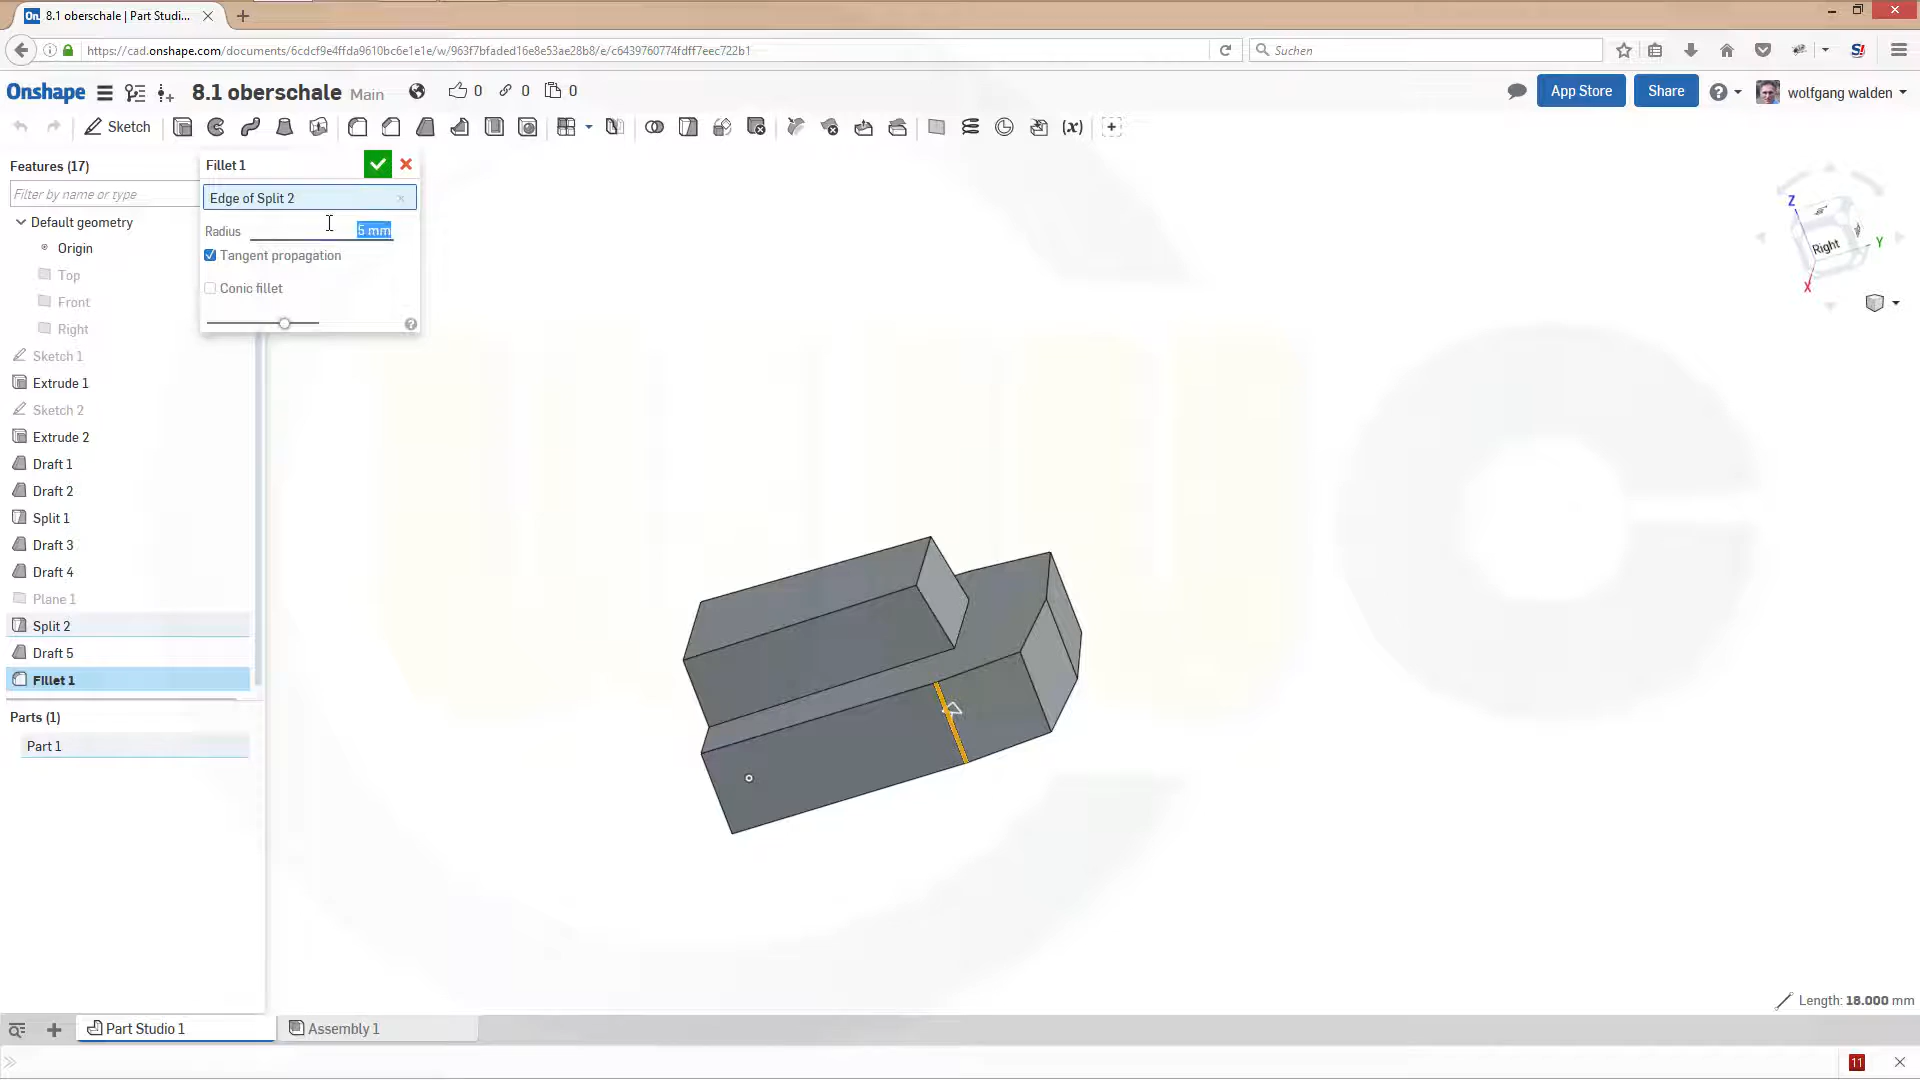 8.1 oberschale | Part Studi...
https://cad.onshape.com/documents/6cdcf9e4ffda9610bc6e1e1e/w/963f7bfaded16e8e53ae28b8/e/c6439760774fdff7eec722b1
Suchen
Onshape
8.1 oberschale Main
0
0
0
App Store
Share
wolfgang walden
Sketch
(x)
Features (17)
Filter by name or type
Default geometry
Origin
Top
Front
Right
Sketch 1
Extrude 1
Sketch 2
Extrude 2
Draft 1
Draft 2
Split 1
Draft 3
Draft 4
Plane 1
Split 2
Draft 5
Fillet 1
Parts (1)
Part 1
Fillet 1
Edge of Split 2
Radius 5 mm
Tangent propagation
Conic fillet
Z
Right
Y
X
Length: 18.000 mm
Part Studio 1
Assembly 1
11